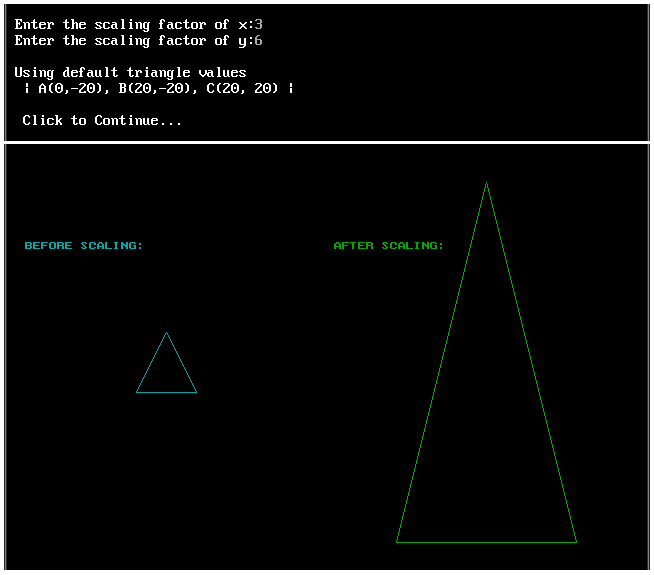 Enter the scaling factor of x:3
Enter the scaling factor of y:6
Using default triangle values
¦ A(0,-20), B(20,-20), C(20, 20) ¦
Click to Continue...
BEFORE SCALING:
AFTER SCALING: